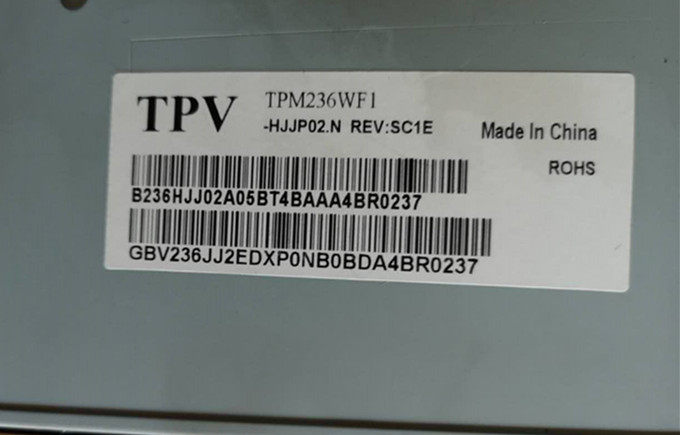 TPV TPM236WF1
-HJJP02.N REV:SC1E
Made In China
ROHS
B236HJJ02A05BT4BAAA4BR0237
GBV236JJ2EDXP0NB0BDA4BR0237